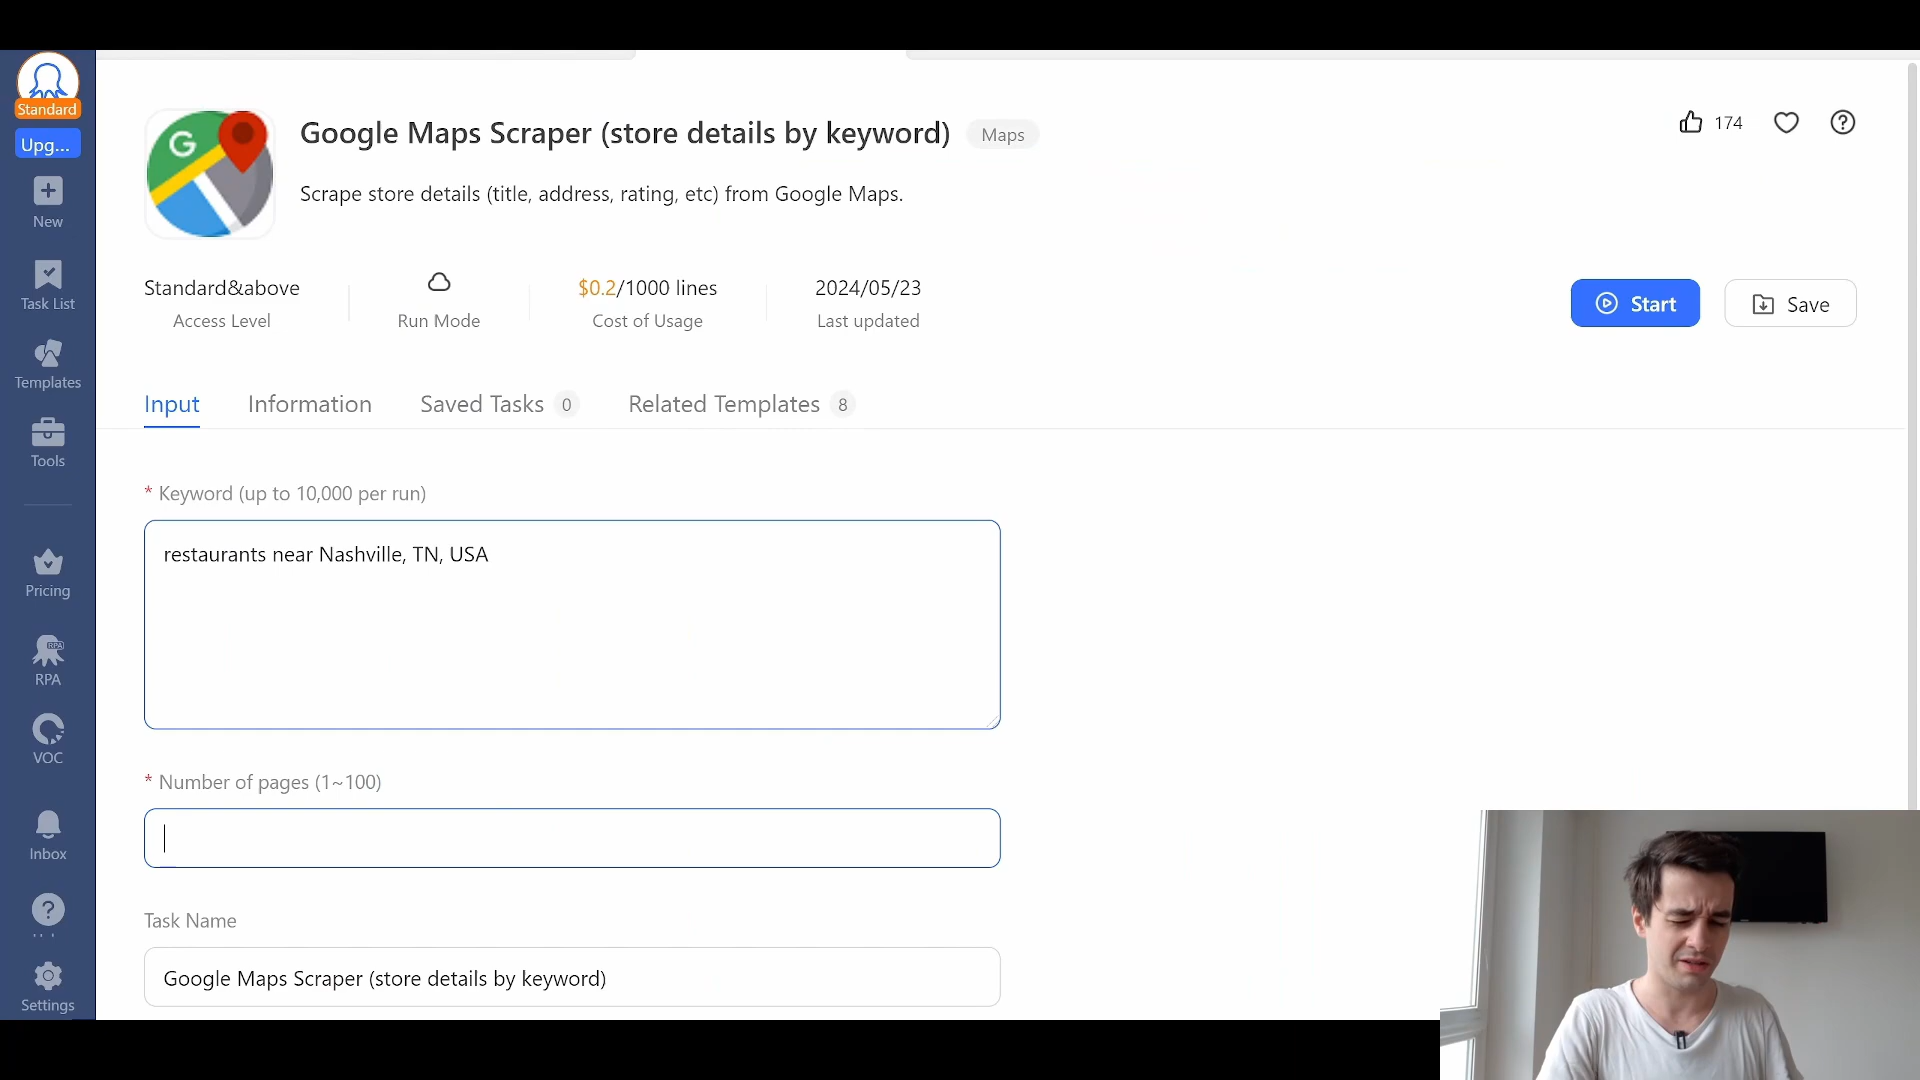 Standard
Upg...
New
Task List
Templates
Tools
Pricing
RPA
RPA
VOC
Inbox
Settings
G
Google Maps Scraper (store details by keyword)
Maps
174
Scrape store details (title, address, rating, etc) from Google Maps.
Standard&above
Access Level
Run Mode
$0.2/1000 lines
Cost of Usage
2024/05/23
Last updated
Start
Save
Input
Information
Saved Tasks 0
Related Templates 8
* Keyword (up to 10,000 per run)
restaurants near Nashville, TN, USA
* Number of pages (1~100)
Task Name
Google Maps Scraper (store details by keyword)